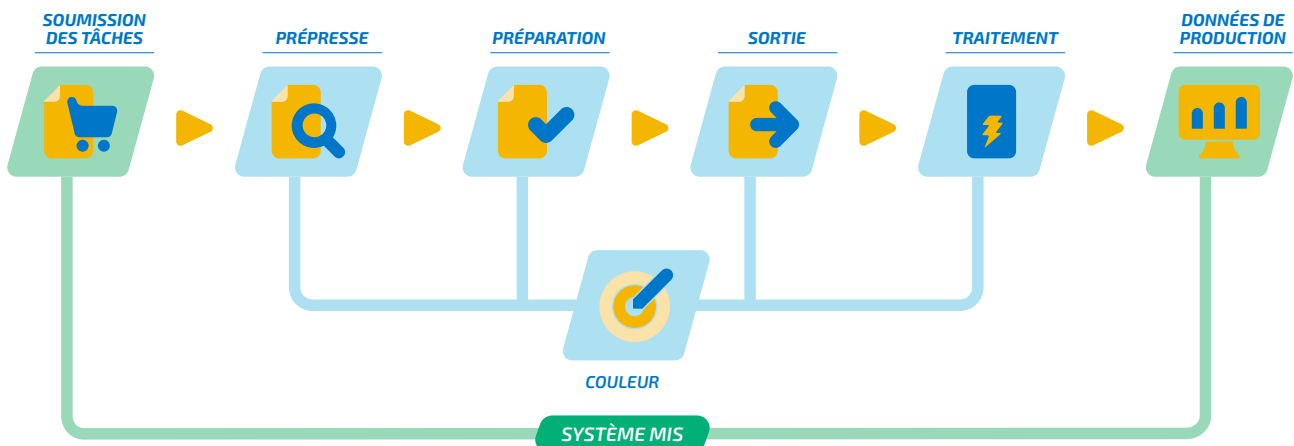 SOUMISSION
DES TÂCHES
PRÉPRESSE
PRÉPARATION
SORTIE
TRAITEMENT
DONNÉES DE
PRODUCTION
COULEUR
SYSTÈME MIS